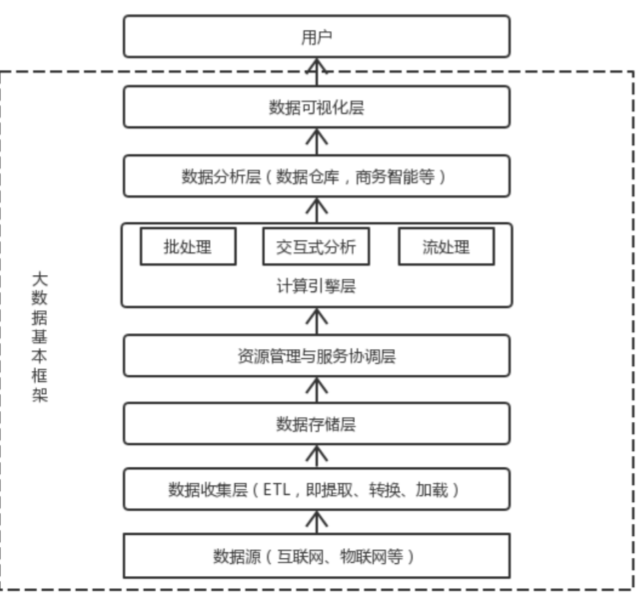 用户
数据可视化层
数据分析层（数据仓库，商务智能等）
批处理
交互式分析
流处理
计算引擎层
大数据基本框架
资源管理与服务协调层
数据存储层
数据收集层（ETL，即提取、转换、加载）
数据源（互联网、物联网等）